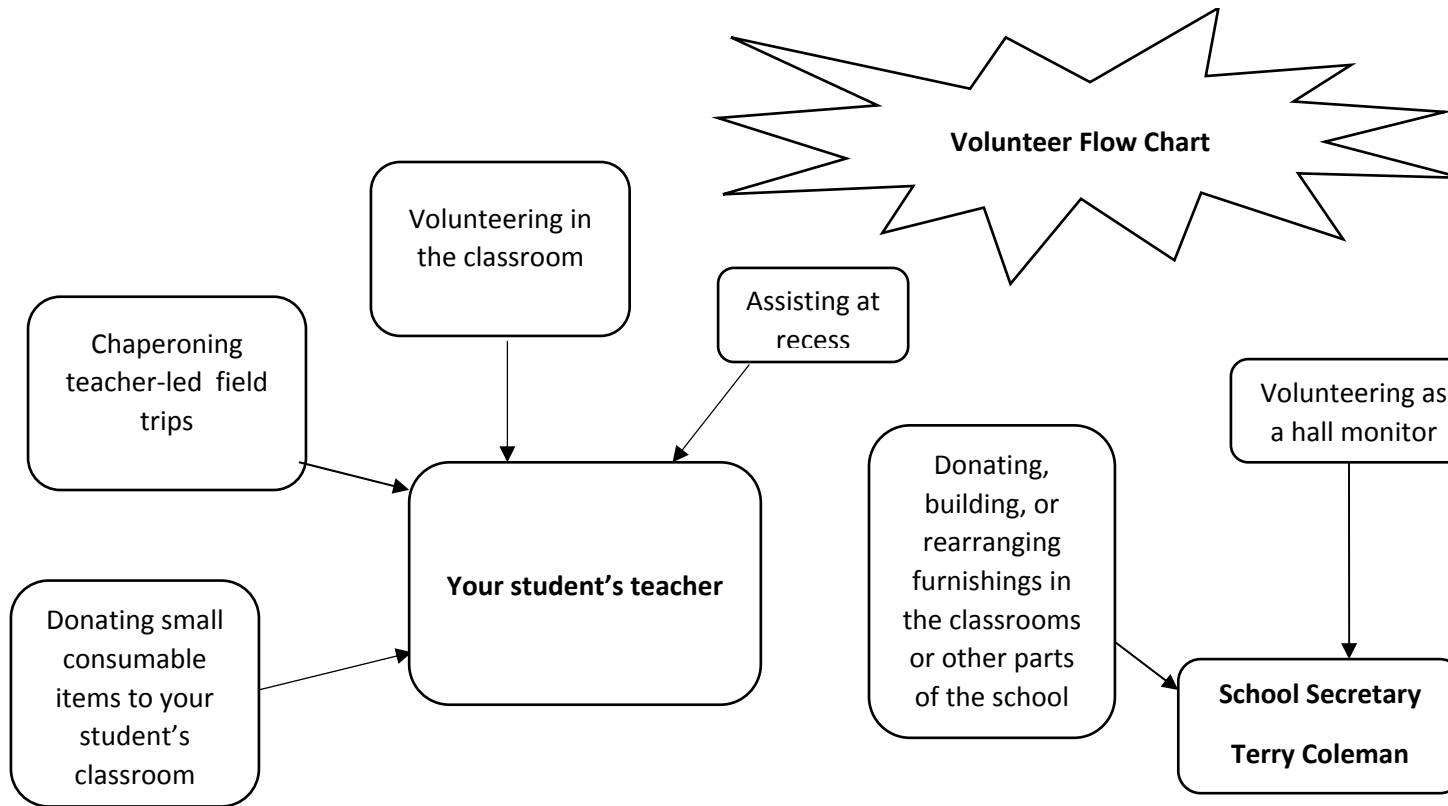 Volunteer Flow Chart
Volunteering in
the classroom
Assisting at
recess
Chaperoning
teacher-led field
trips
Volunteering as
a hall monitor
Donating,
building, or
rearranging
furnishings in
the classrooms
or other parts
of the school
Your student’s teacher
Donating small
consumable
items to your
student’s
classroom
School Secretary
Terry Coleman